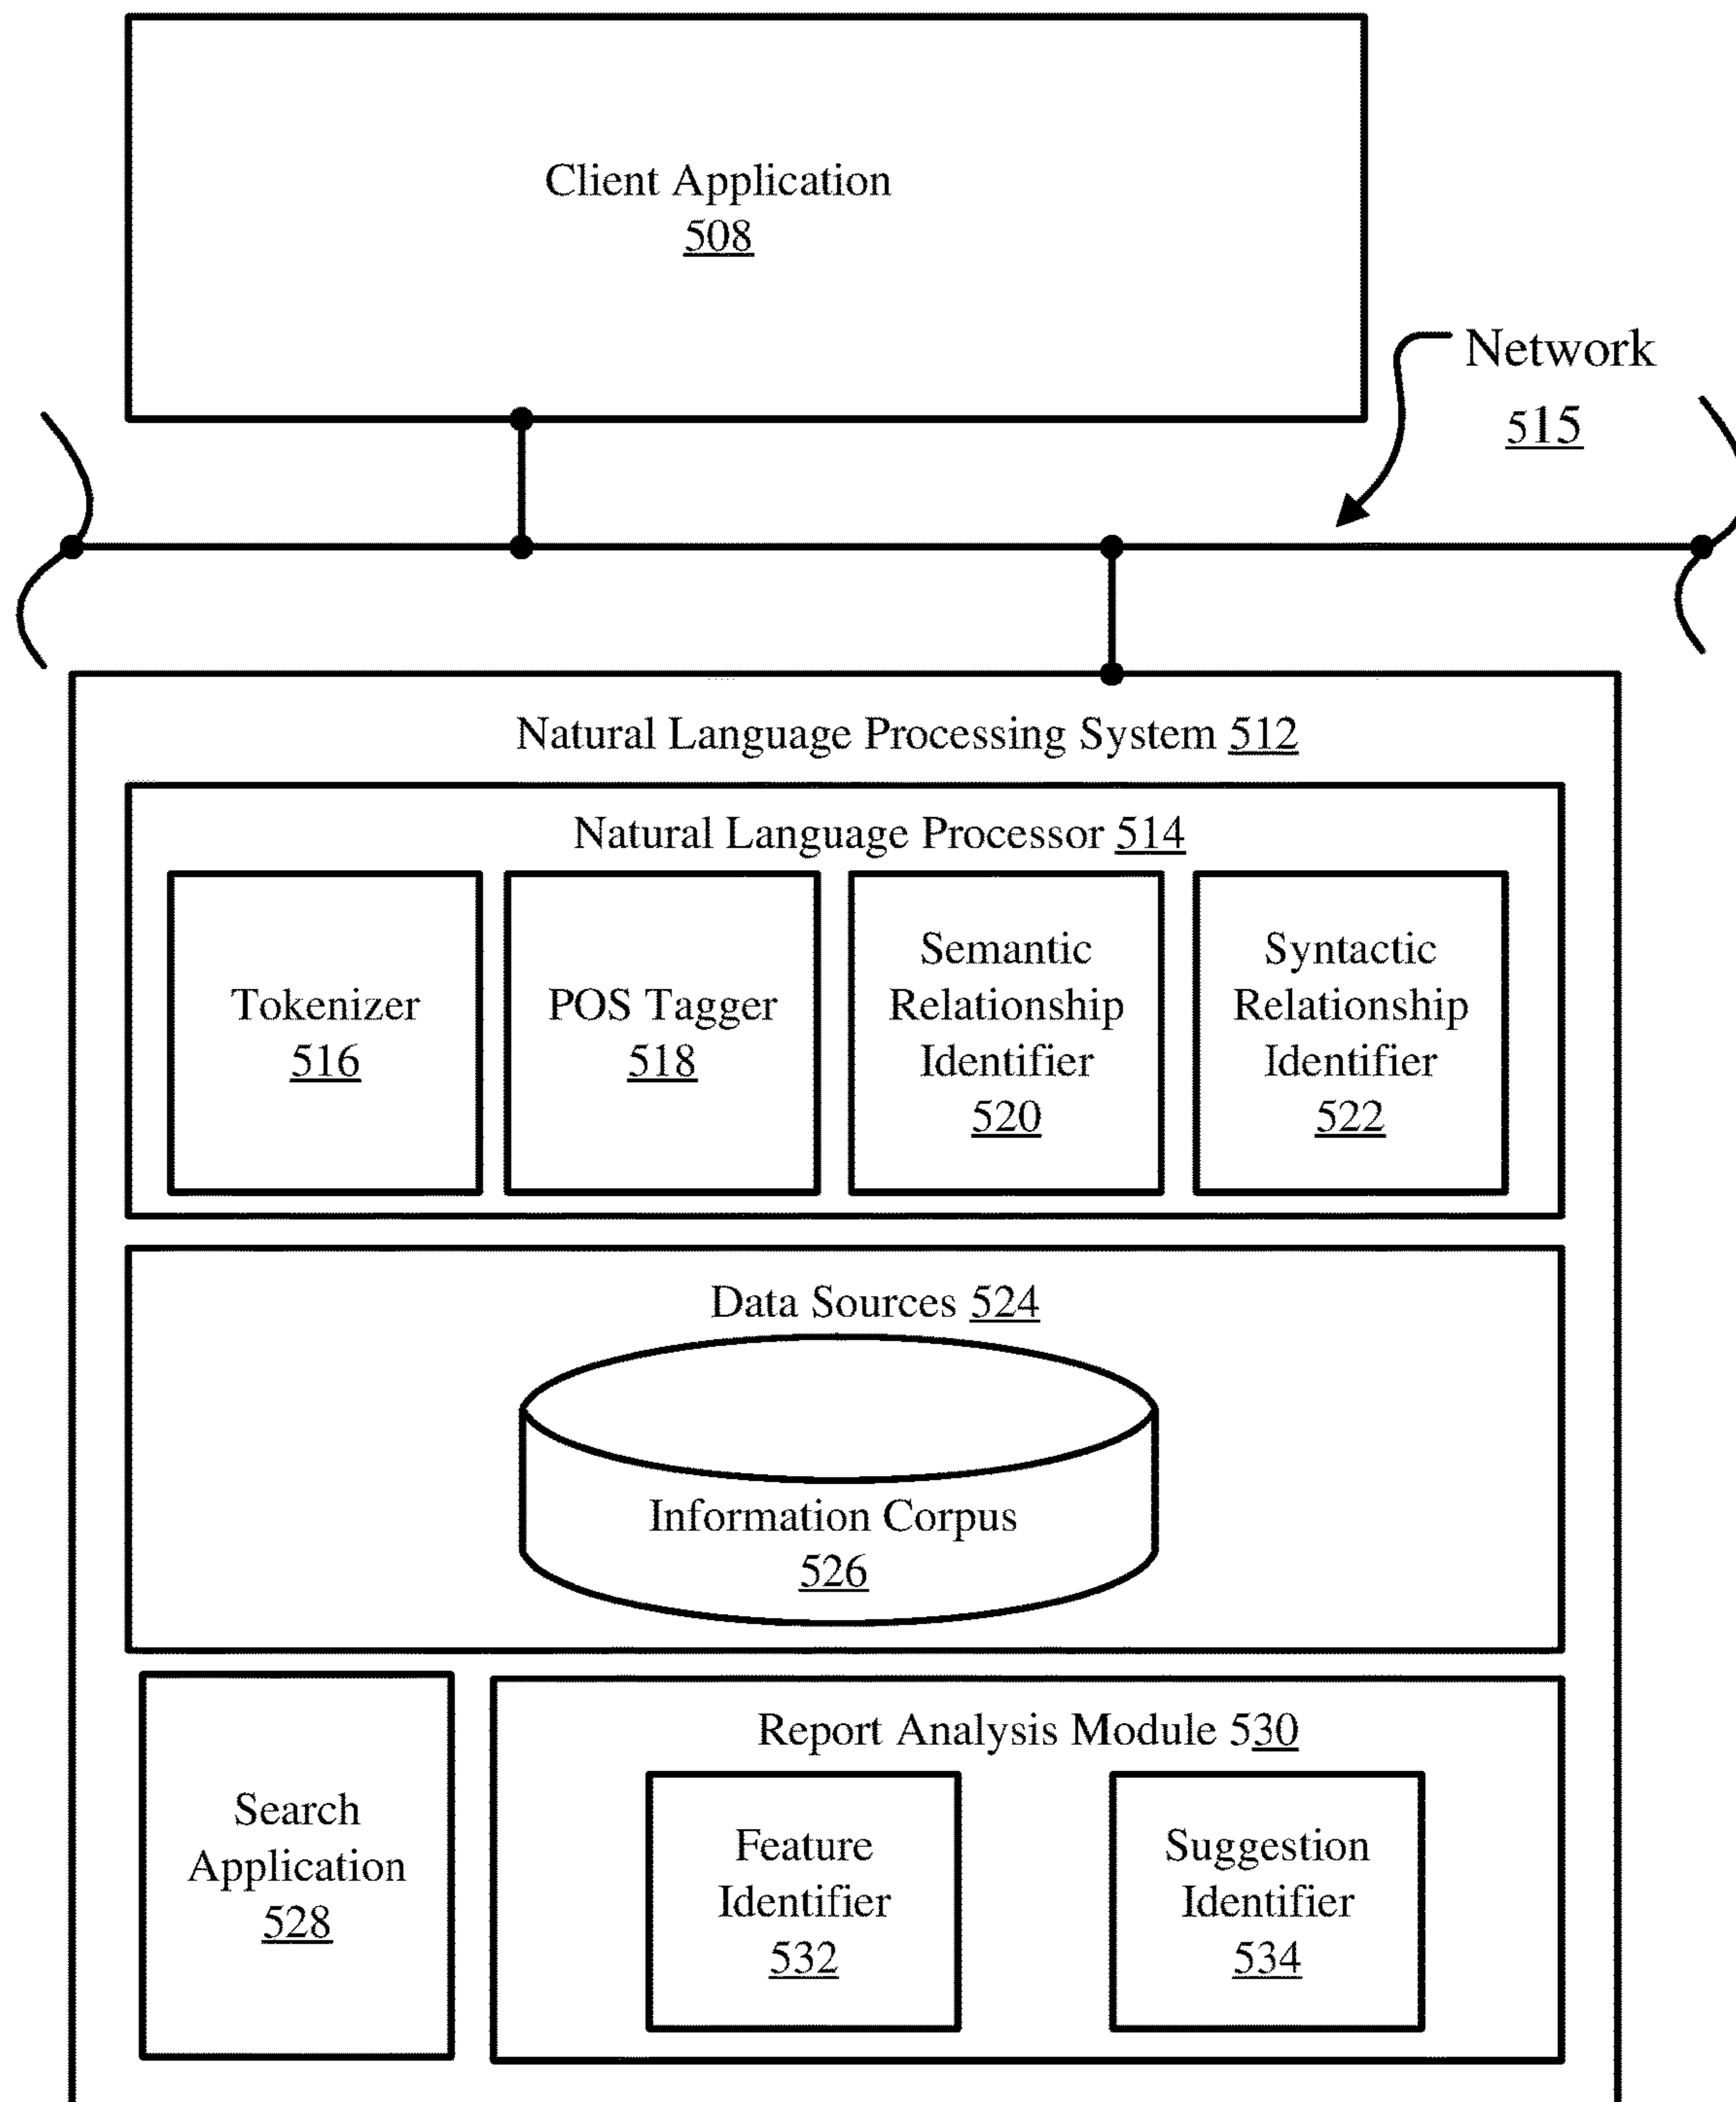 Client Application
508
Network
515
Natural Language Processing System 512
Natural Language Processor 514
Tokenizer
516
POS Tagger
518
Semantic
Relationship
Identifier
520
Syntactic
Relationship
Identifier
522
Data Sources 524
Information Corpus
526
Search
Application
528
Report Analysis Module 530
Feature
Identifier
532
Suggestion
Identifier
534